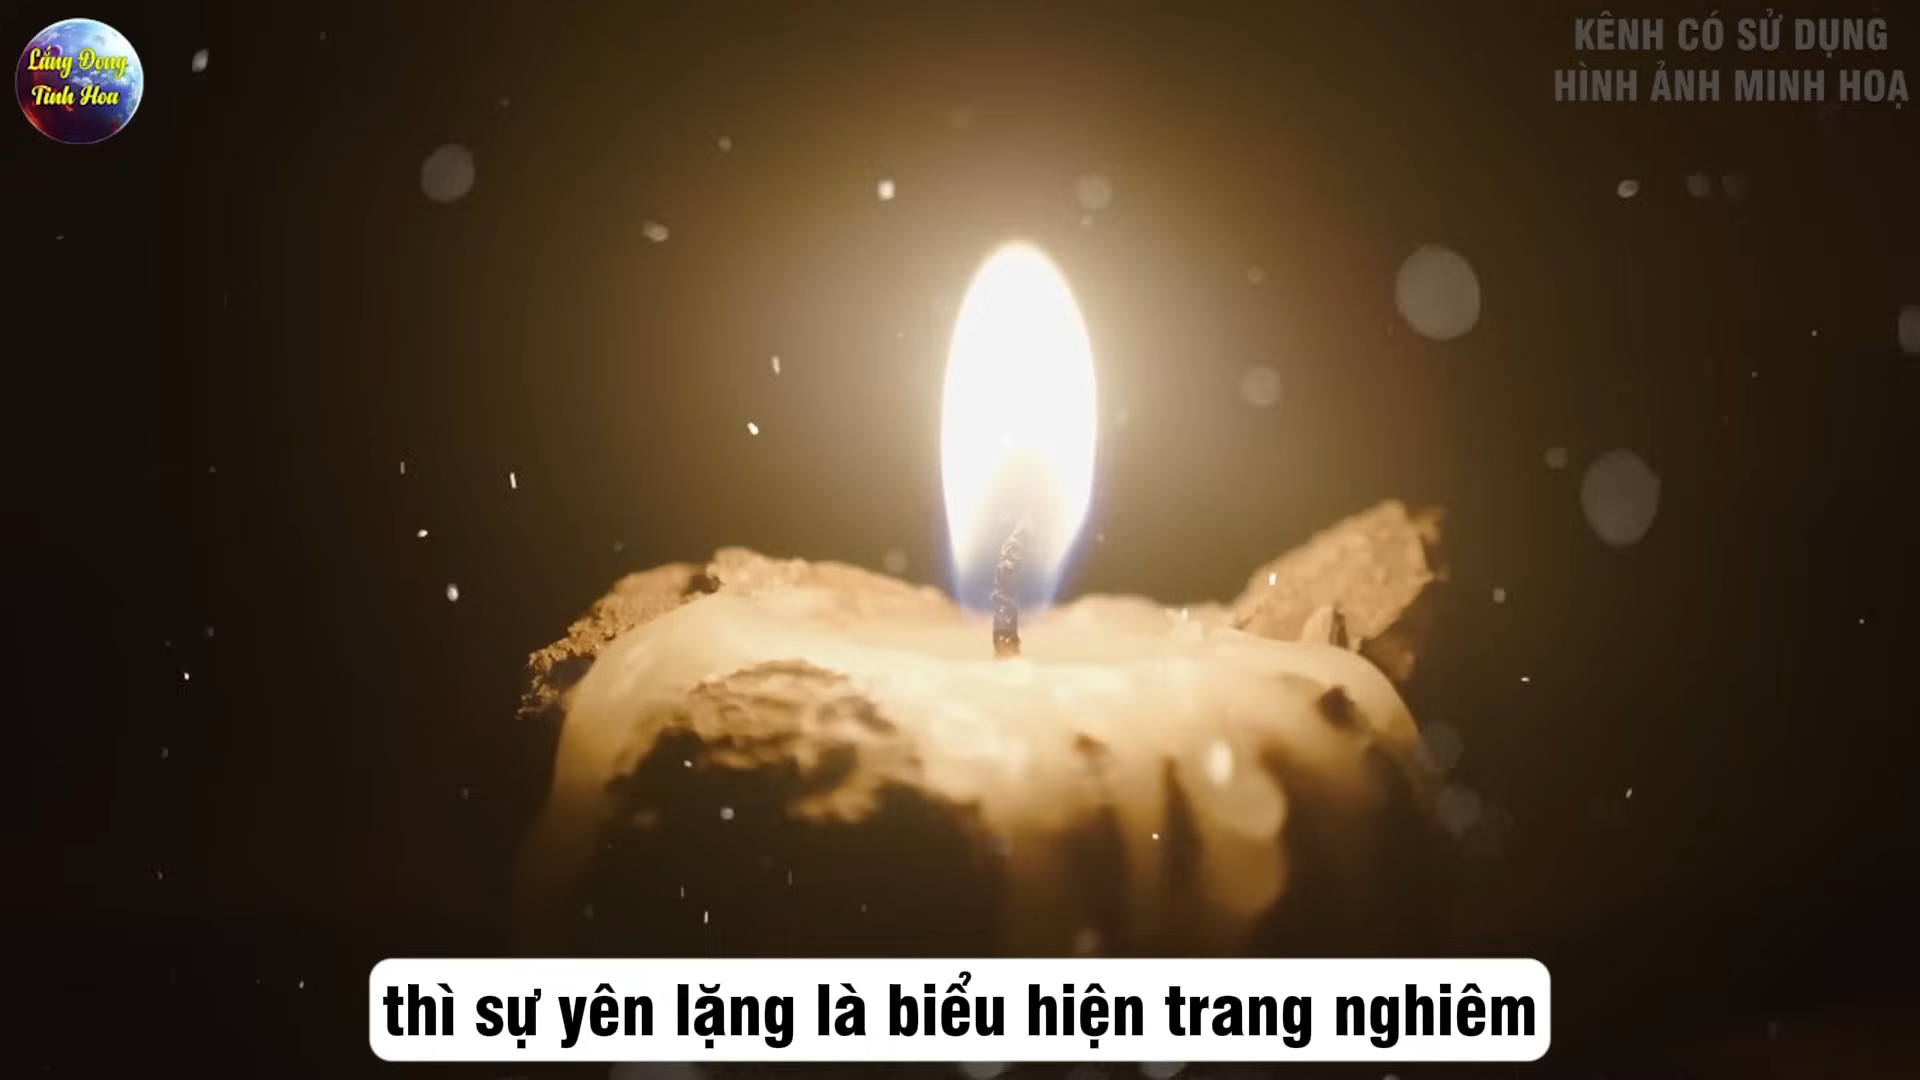 Lắng Đọng
Tinh Hoa
KÊNH CÓ SỬ DỤNG
HÌNH ẢNH MINH HOẠ
thì sự yên lặng là biểu hiện trang nghiêm